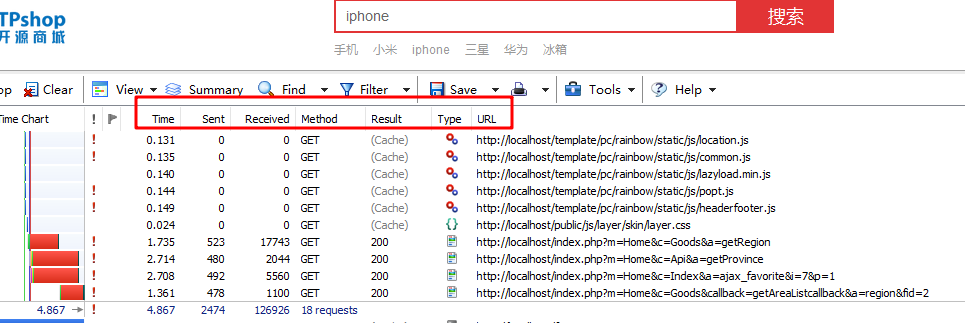 TPshop
开源商城
iphone
搜索
手机 小米 iphone 三星 华为 冰箱
op Clear View Summary Find Filter Save Tools Help
Time Chart ! Time Sent Received Method Result Type URL
! 0.131 0 0 GET (Cache) http://localhost/template/pc/rainbow/static/js/location.js
! 0.135 0 0 GET (Cache) http://localhost/template/pc/rainbow/static/js/common.js
0.140 0 0 GET (Cache) http://localhost/template/pc/rainbow/static/js/lazyload.min.js
! 0.144 0 0 GET (Cache) http://localhost/template/pc/rainbow/static/js/popt.js
! 0.149 0 0 GET (Cache) http://localhost/template/pc/rainbow/static/js/headerfooter.js
0.024 0 0 GET (Cache) { } http://localhost/public/js/layer/skin/layer.css
! 1.735 523 17743 GET 200 http://localhost/index.php?m=Home&c=Goods&a=getRegion
! 2.714 480 2044 GET 200 http://localhost/index.php?m=Home&c=Api&a=getProvince
! 2.708 492 5560 GET 200 http://localhost/index.php?m=Home&c=Index&a=ajax_favorite&i=7&p=1
! 1.361 478 1100 GET 200 http://localhost/index.php?m=Home&c=Goods&callback=getAreaListcallback&a=region&fid=2
4.867 ! 4.867 2474 126926 18 requests